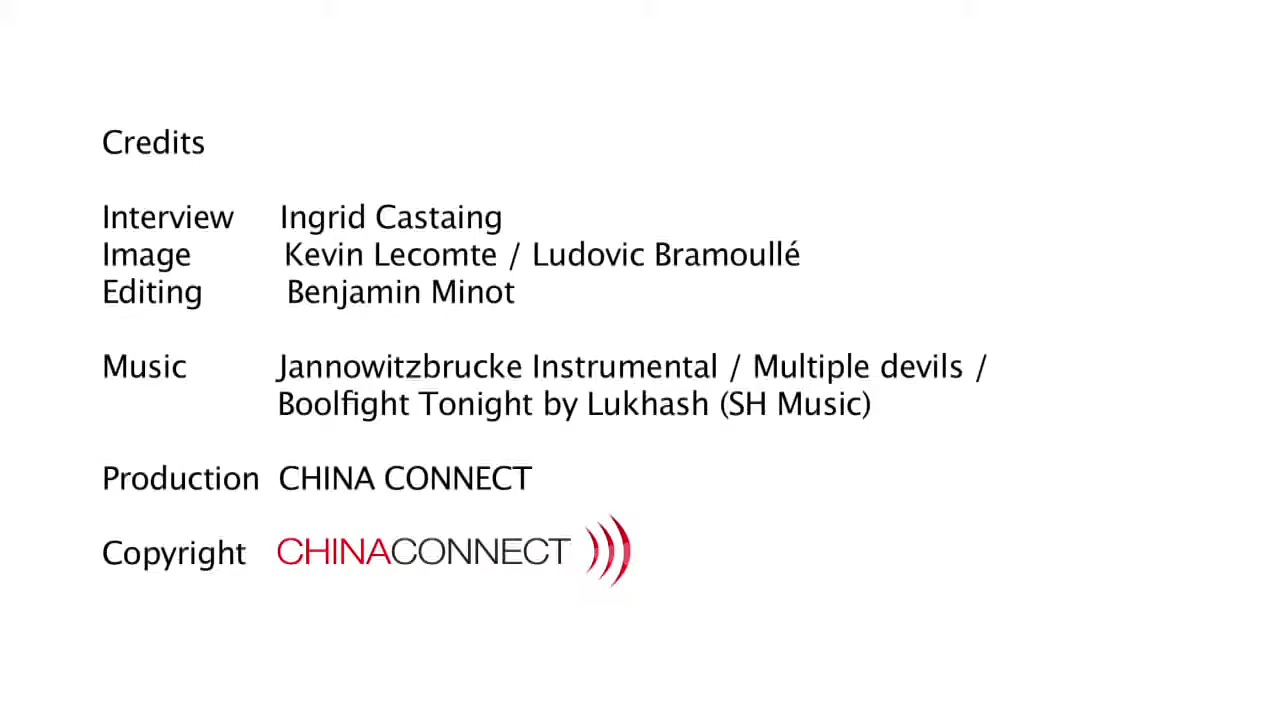 Credits
Interview Ingrid Castaing
Image Kevin Lecomte / Ludovic Bramoullé
Editing Benjamin Minot
Music Jannowitzbrucke Instrumental / Multiple devils /
Boolfight Tonight by Lukhash (SH Music)
Production CHINA CONNECT
Copyright CHINACONNECT